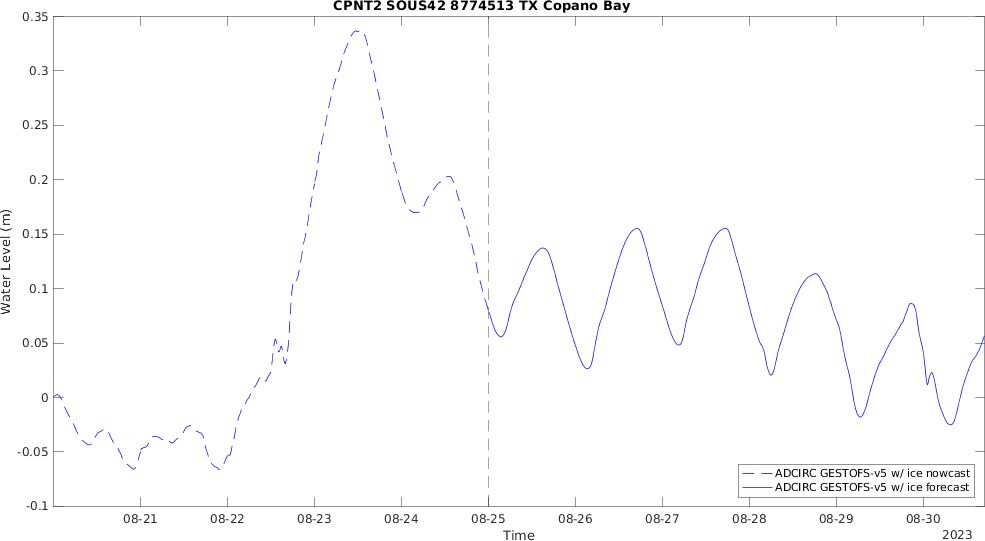 CPNT2 SOUS42 8774513 TX Copano Bay
0.35
0.3
0.25
0.2
0.15
0.1
0.05
0
-0.05
-0.1
Water Level (m)
ADCIRC GESTOFS-v5 w/ ice nowcast
ADCIRC GESTOFS-v5 w/ ice forecast
08-21 08-22 08-23 08-24 08-25 08-26 08-27 08-28 08-29 08-30
Time
2023